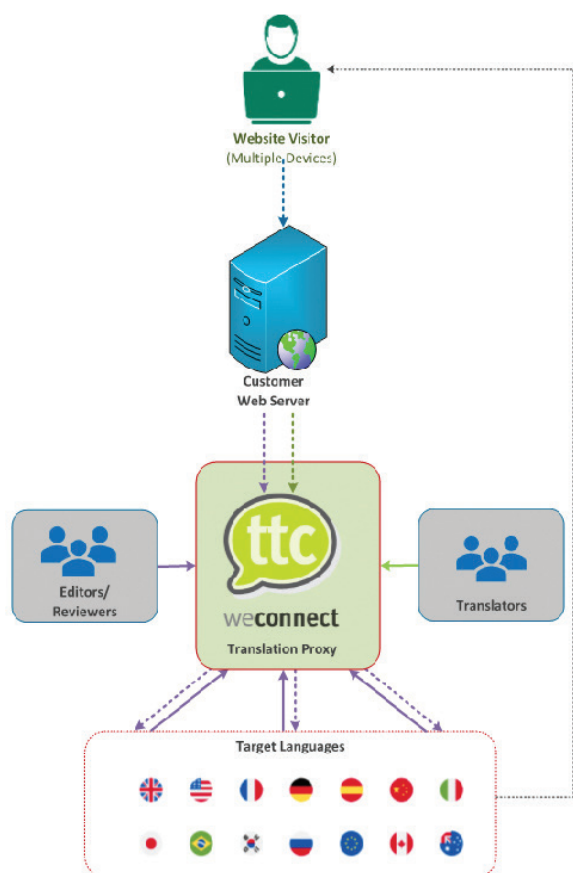 Website Visitor
(Multiple Devices)
Customer
Web Server
ttc
weconnect
Translation Proxy
Editors/
Reviewers
Translators
Target Languages